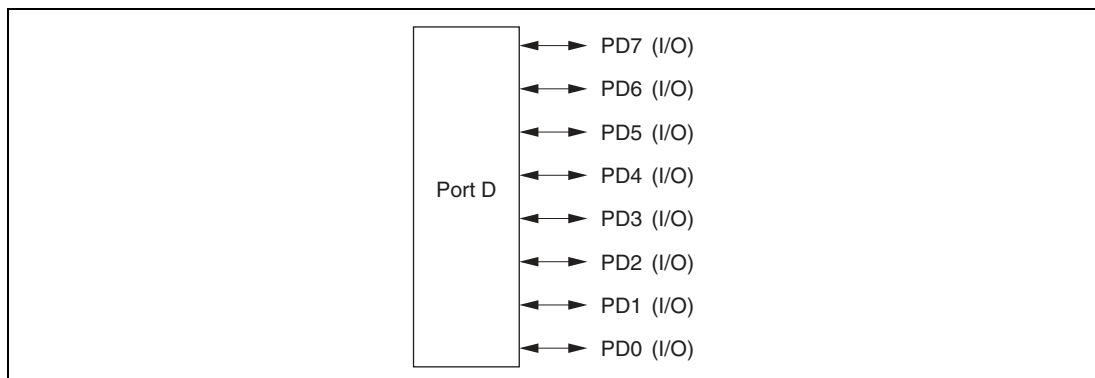 PD7 (I/O)
PD6 (I/O)
PD5 (I/O)
Port D
PD4 (I/O)
PD3 (I/O)
PD2 (I/O)
PD1 (I/O)
PD0 (I/O)